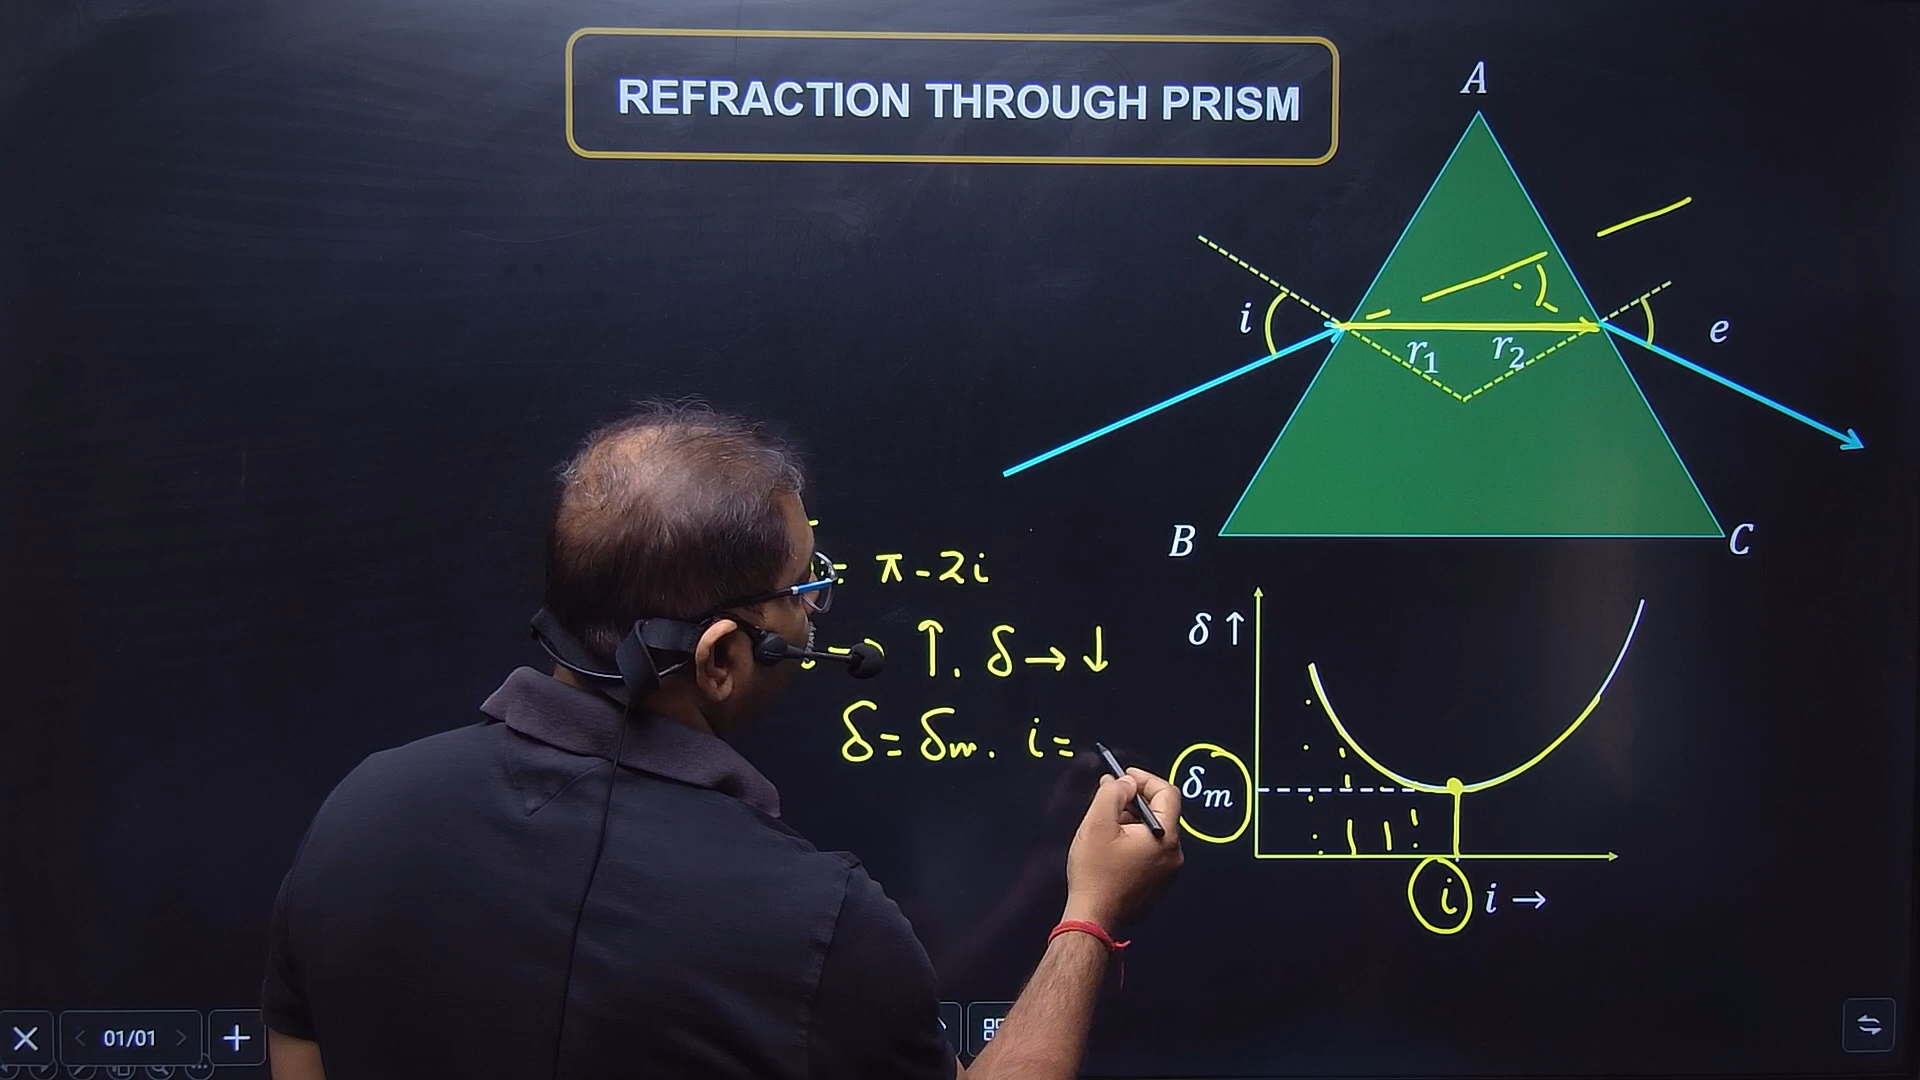 REFRACTION THROUGH PRISM
A
i
e
r₁ r₂
B
C
= π - 2i
→ ↑. δ → ↓
δ = δm. i =
δ ↑
δm
i
i →
01/01